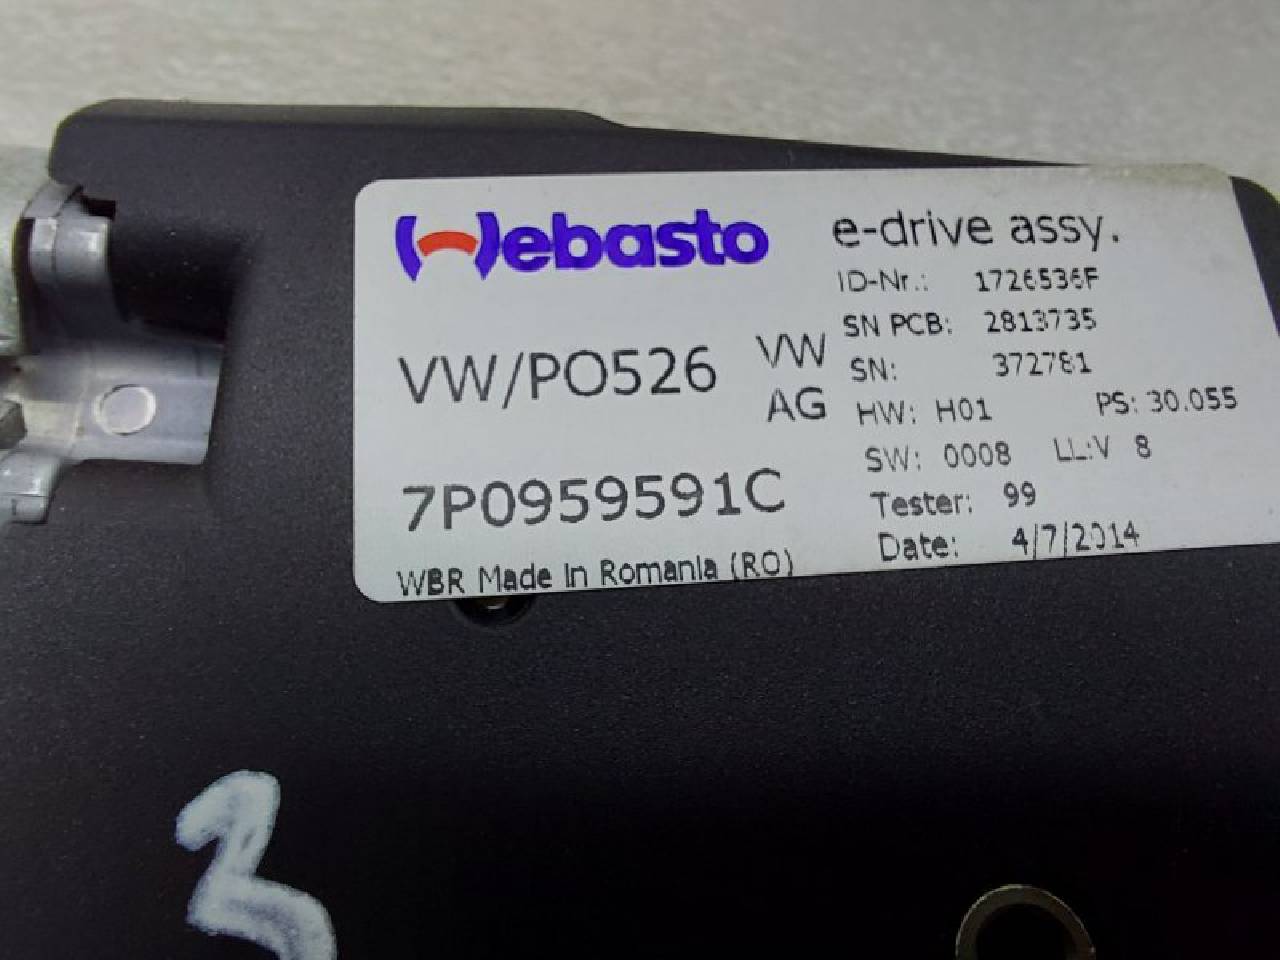 Webasto
e-drive assy.
ID-Nr.: 1726536F
SN PCB: 2813735
VW/PO526
VW AG
SN: 372781
HW: H01 PS: 30.055
SW: 0008 LL:V 8
7P0959591C
Tester: 99
Date: 4/7/2014
WBR Made in Romania (RO)
3